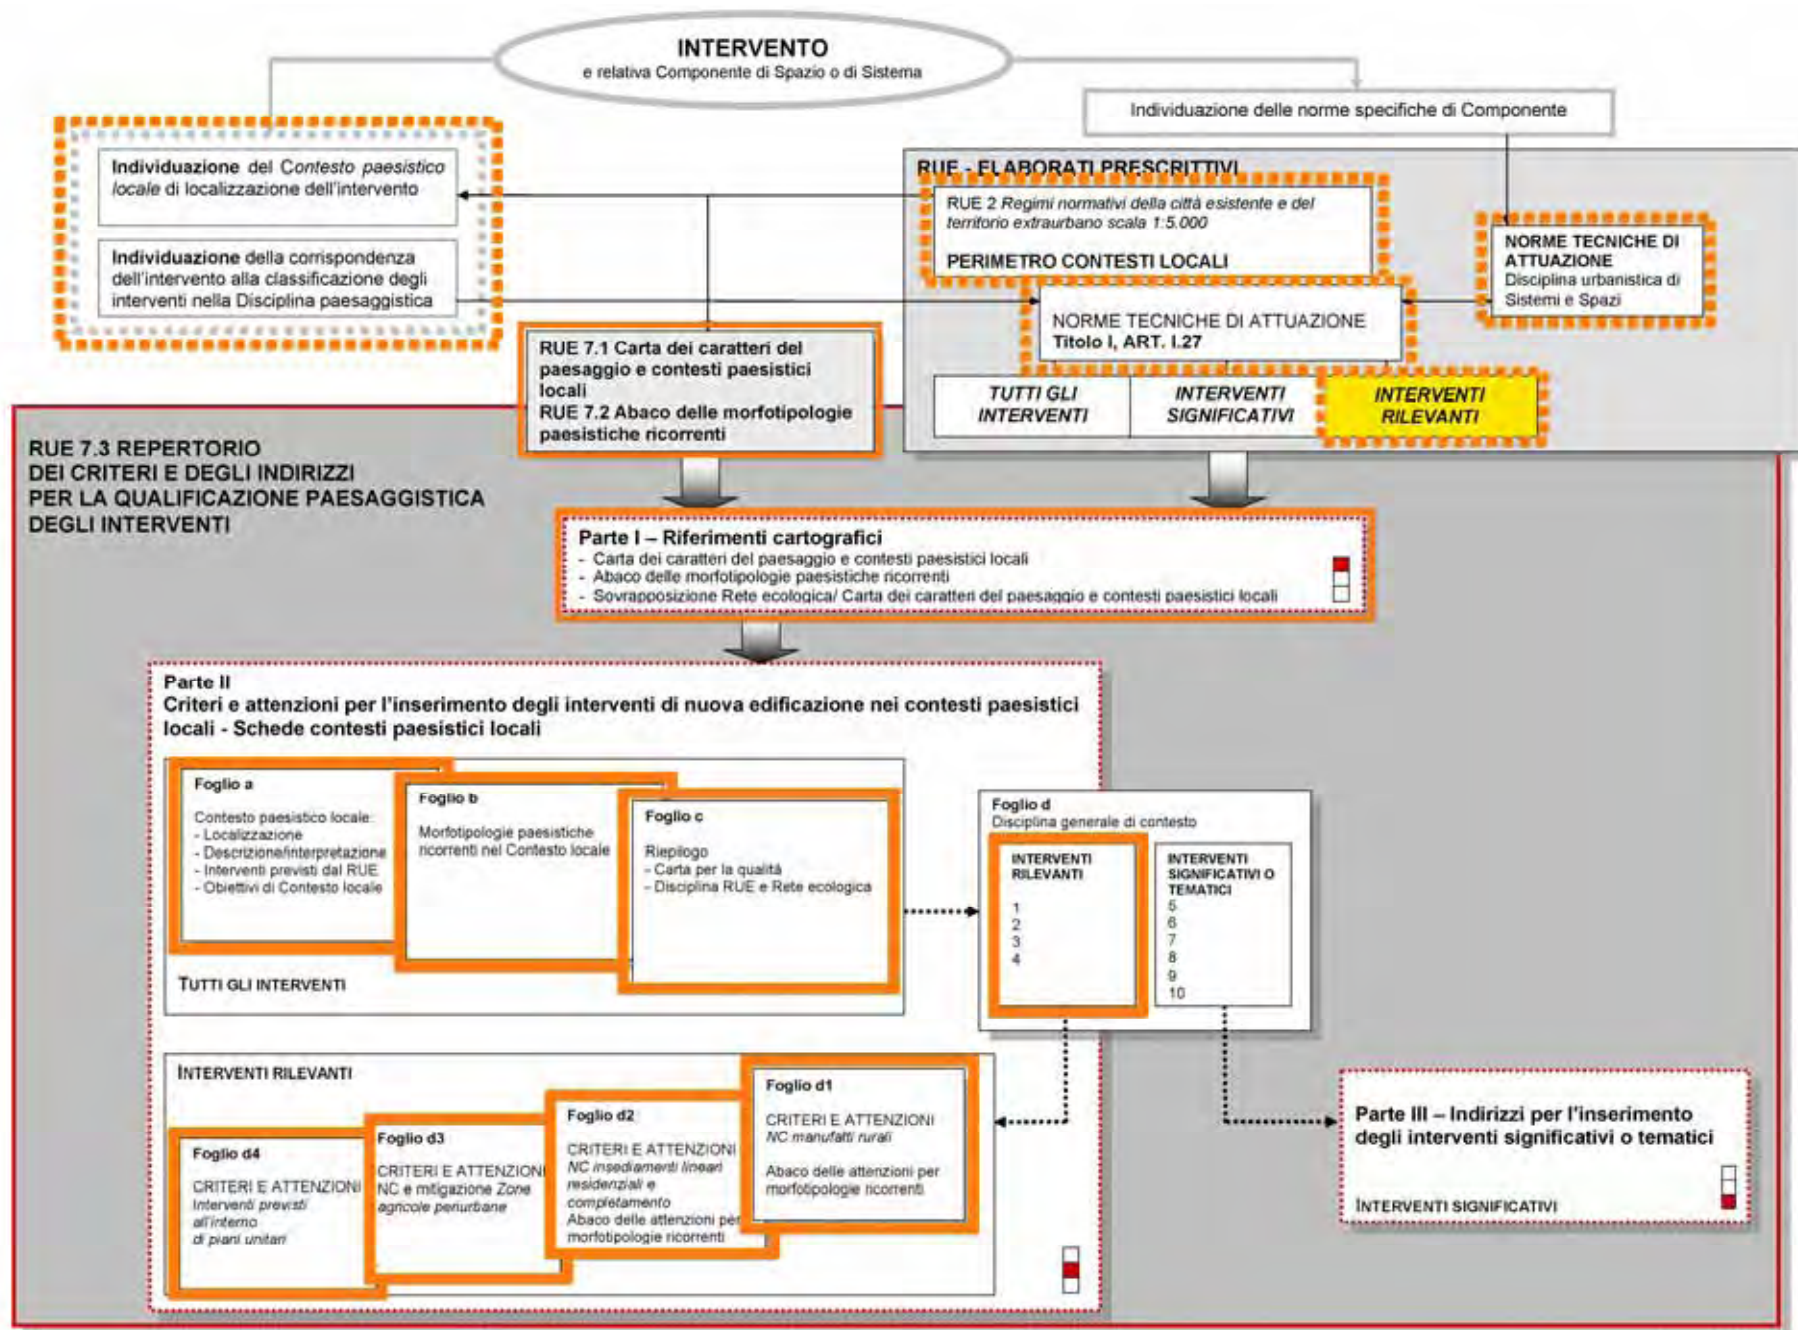 INTERVENTO
e relativa Componente di Spazio o di Sistema
Individuazione delle norme specifiche di Componente
Individuazione del Contesto paesistico
locale di localizzazione dell'intervento
Individuazione della corrispondenza
dell'intervento alla classificazione degli
interventi nella Disciplina paesaggistica
RUE - ELABORATI PRESCRITTIVI
RUE 2 Regimi normativi della città esistente e del
territorio extraurbano scala 1:5.000
PERIMETRO CONTESTI LOCALI
NORME TECNICHE DI
ATTUAZIONE
Disciplina urbanistica di
Sistemi e Spazi
NORME TECNICHE DI ATTUAZIONE
Titolo I, ART. I.27
TUTTI GLI
INTERVENTI
INTERVENTI
SIGNIFICATIVI
INTERVENTI
RILEVANTI
RUE 7.1 Carta dei caratteri del
paesaggio e contesti paesistici
locali
RUE 7.2 Abaco delle morfotipologie
paesistiche ricorrenti
RUE 7.3 REPERTORIO
DEI CRITERI E DEGLI INDIRIZZI
PER LA QUALIFICAZIONE PAESAGGISTICA
DEGLI INTERVENTI
Parte I – Riferimenti cartografici
- Carta dei caratteri del paesaggio e contesti paesistici locali
- Abaco delle morfotipologie paesistiche ricorrenti
- Sovrapposizione Rete ecologica/ Carta dei caratteri del paesaggio e contesti paesistici locali
Parte II
Criteri e attenzioni per l'inserimento degli interventi di nuova edificazione nei contesti paesistici
locali - Schede contesti paesistici locali
Foglio a
Contesto paesistico locale:
- Localizzazione
- Descrizione/interpretazione
- Interventi previsti dal RUE
- Obiettivi di Contesto locale
Foglio b
Morfotipologie paesistiche
ricorrenti nel Contesto locale
Foglio c
Riepilogo
- Carta per la qualità
- Disciplina RUE e Rete ecologica
TUTTI GLI INTERVENTI
Foglio d
Disciplina generale di contesto
INTERVENTI
RILEVANTI
1
2
3
4
INTERVENTI
SIGNIFICATIVI O
TEMATICI
5
6
7
8
9
10
INTERVENTI RILEVANTI
Foglio d4
CRITERI E ATTENZIONI
Interventi previsti
all'interno
di piani unitari
Foglio d3
CRITERI E ATTENZIONI
NC e mitigazione Zone
agricole periurbane
Foglio d2
CRITERI E ATTENZIONI
NC insediamenti lineari
residenziali e
completamento
Abaco delle attenzioni per
morfotipologie ricorrenti
Foglio d1
CRITERI E ATTENZIONI
NC manufatti rurali
Abaco delle attenzioni per
morfotipologie ricorrenti
Parte III – Indirizzi per l'inserimento
degli interventi significativi o tematici
INTERVENTI SIGNIFICATIVI